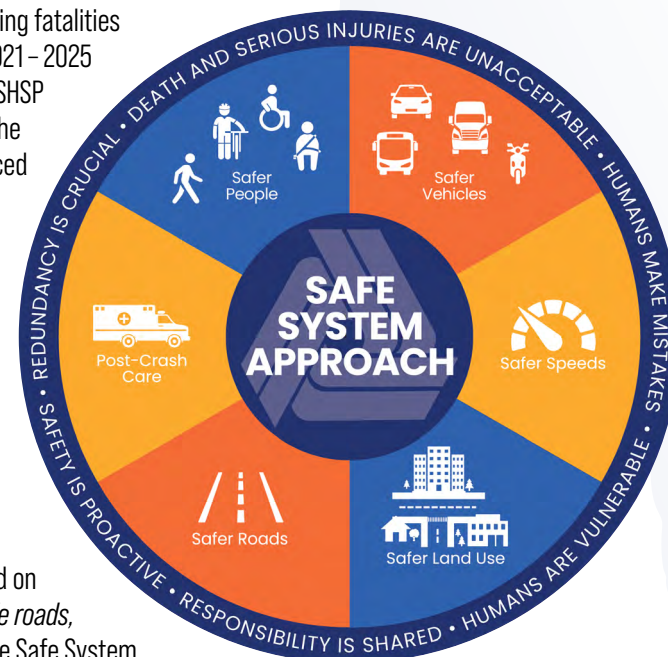 ing fatalities
021 – 2025
SHSP
he
ced
d on
e roads,
e Safe System
DEATH AND SERIOUS INJURIES ARE UNACCEPTABLE • HUMANS MAKE MISTAKES • HUMANS ARE VULNERABLE • RESPONSIBILITY IS SHARED • SAFETY IS PROACTIVE • REDUNDANCY IS CRUCIAL •
Safer
People
Safer
Vehicles
Post-Crash
Care
SAFE
SYSTEM
APPROACH
Safer Speeds
Safer Roads
Safer Land Use